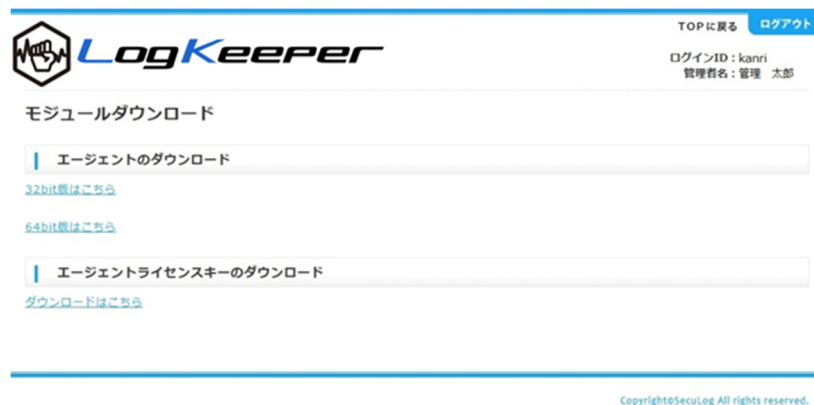 TOPに戻る ログアウト
LogKeeper
ログインID：kanri
管理者名：管理 太郎
モジュールダウンロード
エージェントのダウンロード
32bit版はこちら
64bit版はこちら
エージェントライセンスキーのダウンロード
ダウンロードはこちら
Copyright©SecuLog All rights reserved.